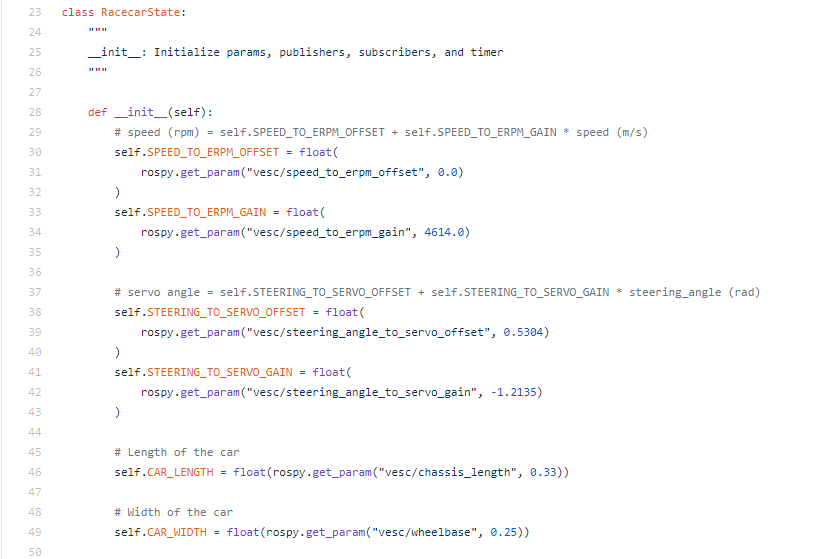 23 class RacecarState:
24     """
25     __init__: Initialize params, publishers, subscribers, and timer
26     """
27
28     def __init__(self):
29         # speed (rpm) = self.SPEED_TO_ERPM_OFFSET + self.SPEED_TO_ERPM_GAIN * speed (m/s)
30         self.SPEED_TO_ERPM_OFFSET = float(
31             rospy.get_param("vesc/speed_to_erpm_offset", 0.0)
32         )
33         self.SPEED_TO_ERPM_GAIN = float(
34             rospy.get_param("vesc/speed_to_erpm_gain", 4614.0)
35         )
36
37         # servo angle = self.STEERING_TO_SERVO_OFFSET + self.STEERING_TO_SERVO_GAIN * steering_angle (rad)
38         self.STEERING_TO_SERVO_OFFSET = float(
39             rospy.get_param("vesc/steering_angle_to_servo_offset", 0.5304)
40         )
41         self.STEERING_TO_SERVO_GAIN = float(
42             rospy.get_param("vesc/steering_angle_to_servo_gain", -1.2135)
43         )
44
45         # Length of the car
46         self.CAR_LENGTH = float(rospy.get_param("vesc/chassis_length", 0.33))
47
48         # Width of the car
49         self.CAR_WIDTH = float(rospy.get_param("vesc/wheelbase", 0.25))
50